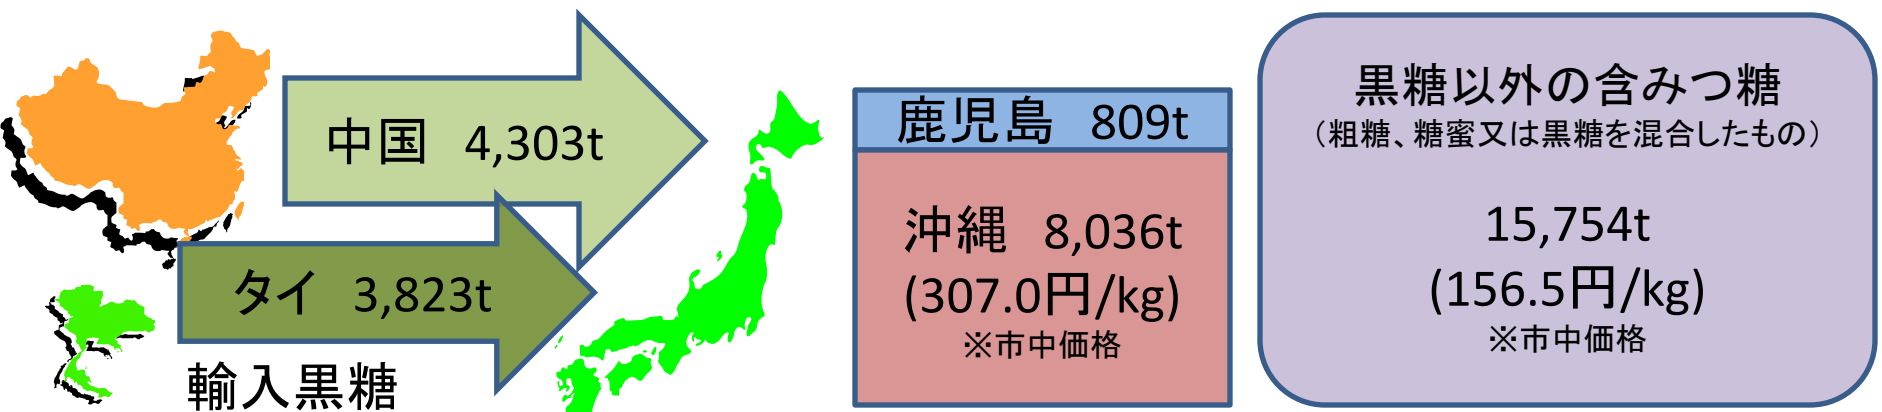 中国 4,303t
タイ 3,823t
輸入黒糖
鹿児島 809t
沖縄 8,036t
(307.0円/kg)
※市中価格
黒糖以外の含みつ糖
（粗糖、糖蜜又は黒糖を混合したもの）
15,754t
(156.5円/kg)
※市中価格